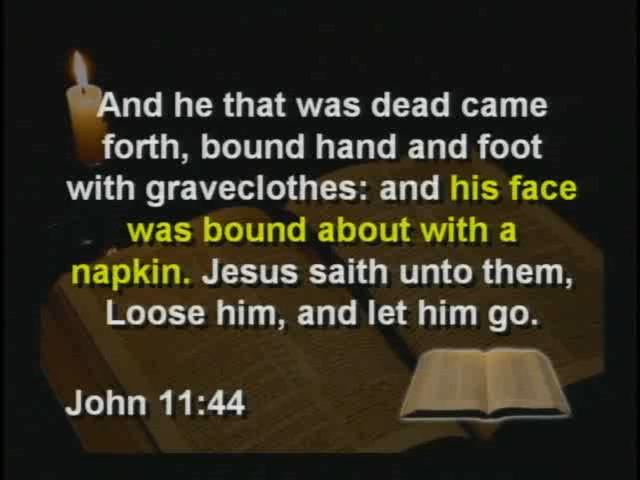 And he that was dead came
forth, bound hand and foot
with graveclothes: and his face
was bound about with a
napkin. Jesus saith unto them,
Loose him, and let him go.
John 11:44